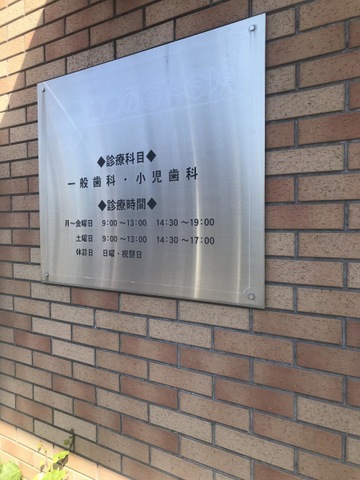 ◆診療科目◆
一般歯科・小児歯科
◆診療時間◆
月～金曜日 9:00～13:00 14:30～19:00
土曜日 9:00～13:00 14:30～17:00
休診日 日曜・祝祭日